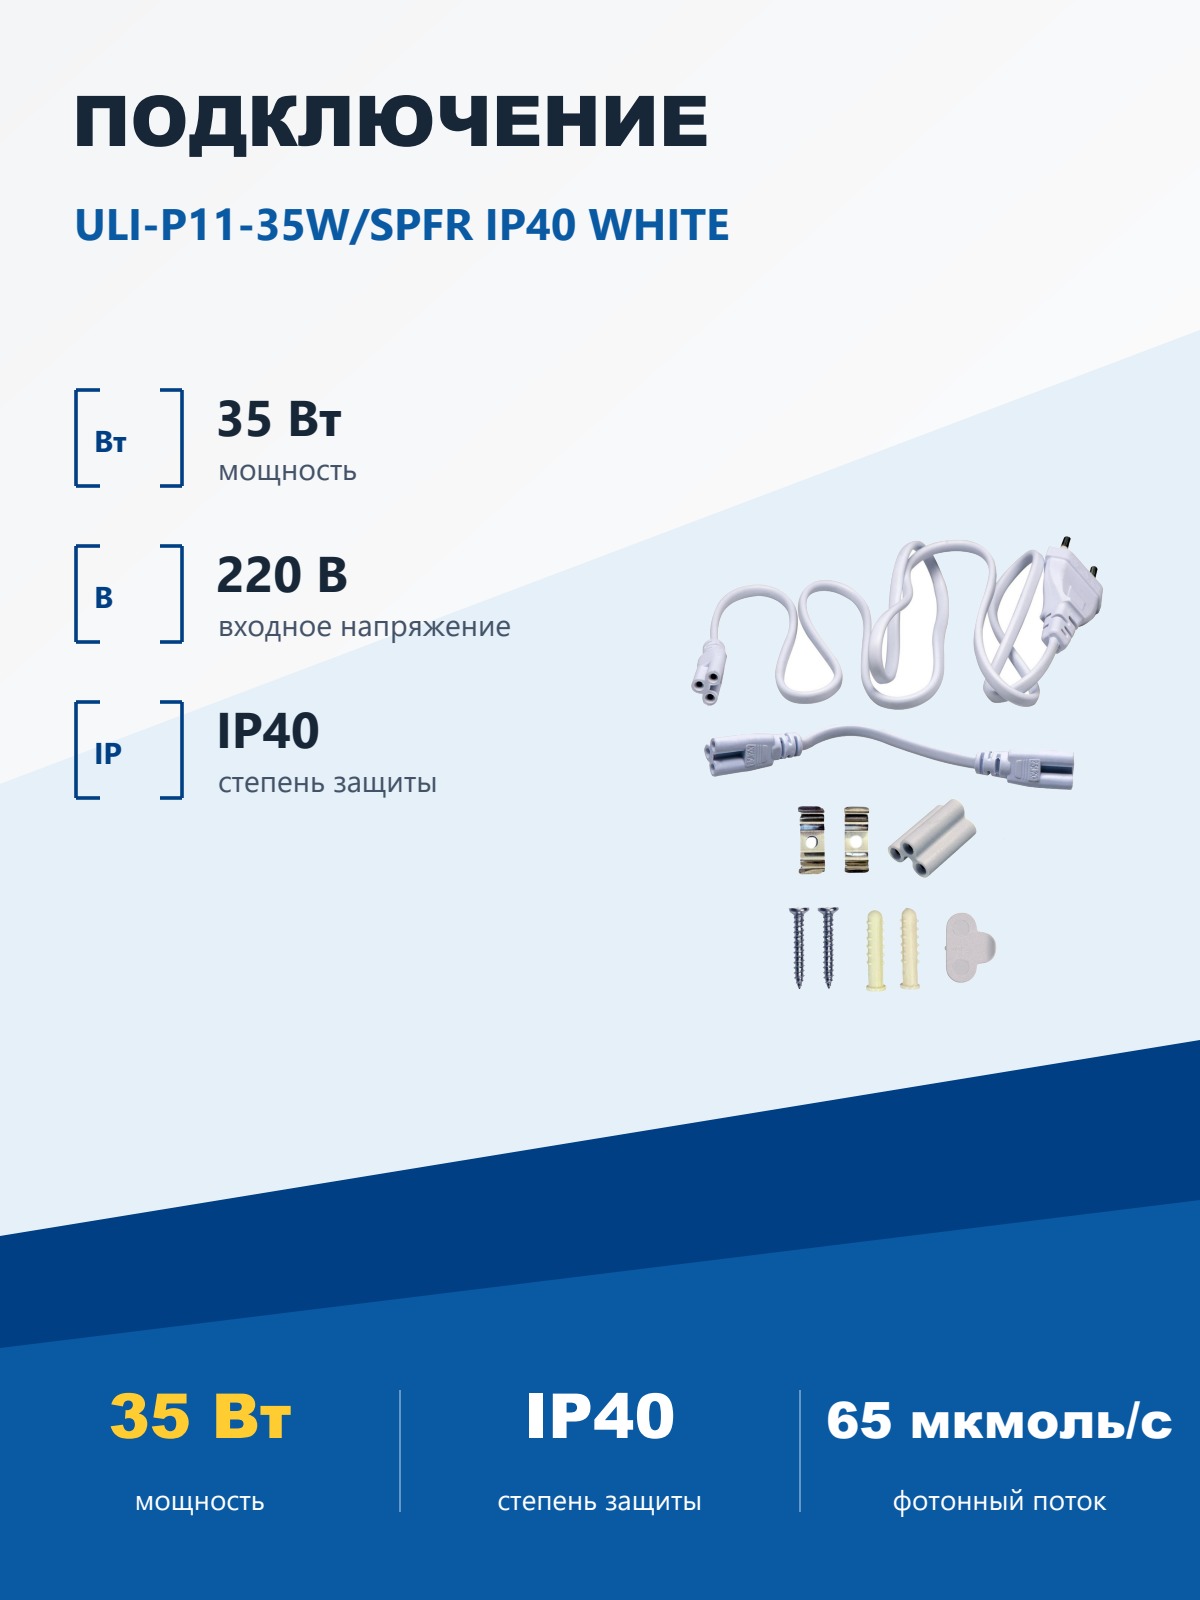 ПОДКЛЮЧЕНИЕ
ULI-P11-35W/SPFR IP40 WHITE
Вт
35 Вт
мощность
В
220 В
входное напряжение
IP
IP40
степень защиты
35 Вт
мощность
IP40
степень защиты
65 мкмоль/с
фотонный поток